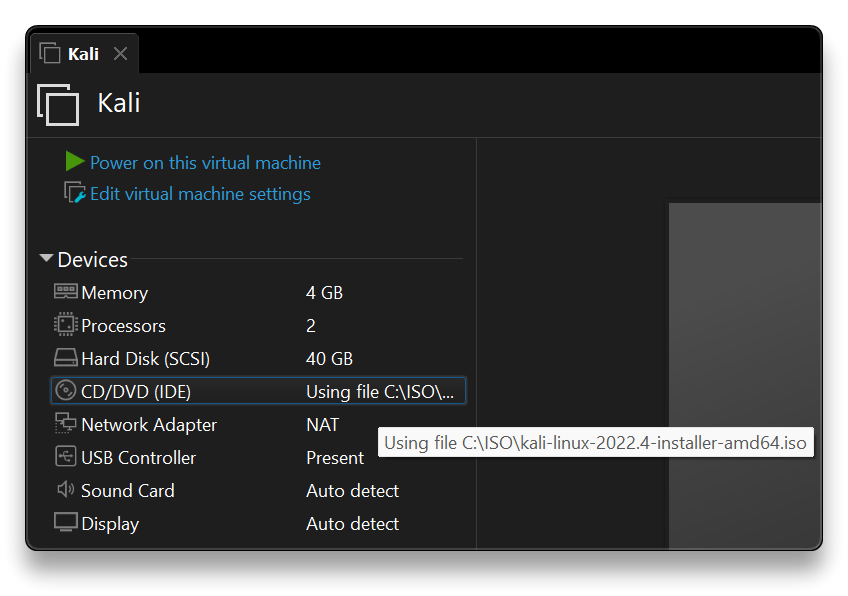 Kali
Kali
Power on this virtual machine
Edit virtual machine settings
Devices
Memory 4 GB
Processors 2
Hard Disk (SCSI) 40 GB
CD/DVD (IDE) Using file C:\ISO\...
Network Adapter NAT
Using file C:\ISO\kali-linux-2022.4-installer-amd64.iso
USB Controller Present
Sound Card Auto detect
Display Auto detect